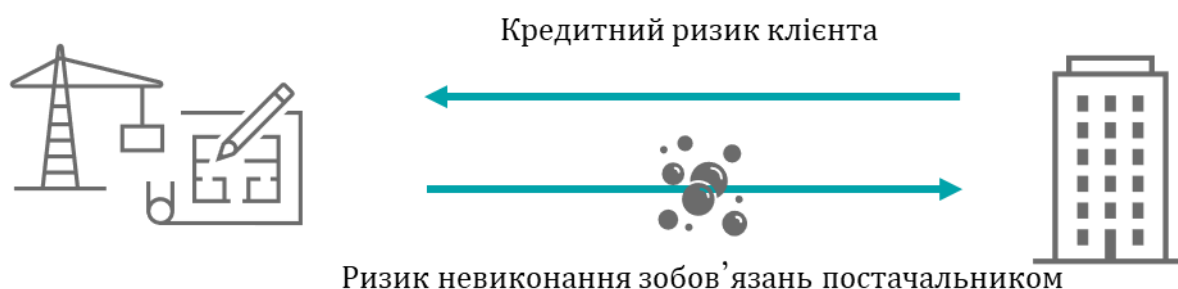 Кредитний ризик клієнта
Ризик невиконання зобов’язань постачальником